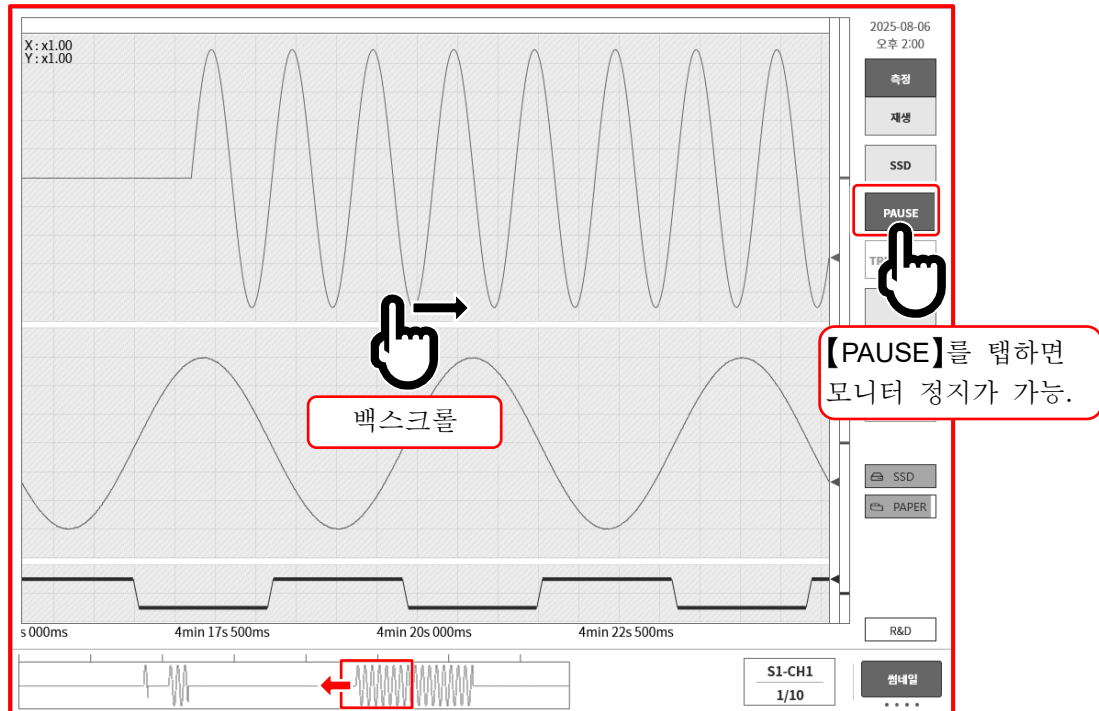 X : x1.00
Y : x1.00
2025-08-06
오후 2:00
측정
재생
SSD
PAUSE
【PAUSE】를 탭하면
모니터 정지가 가능.
백스크롤
SSD
PAPER
s 000ms
4min 17s 500ms
4min 20s 000ms
4min 22s 500ms
R&D
S1-CH1
1/10
썸네일